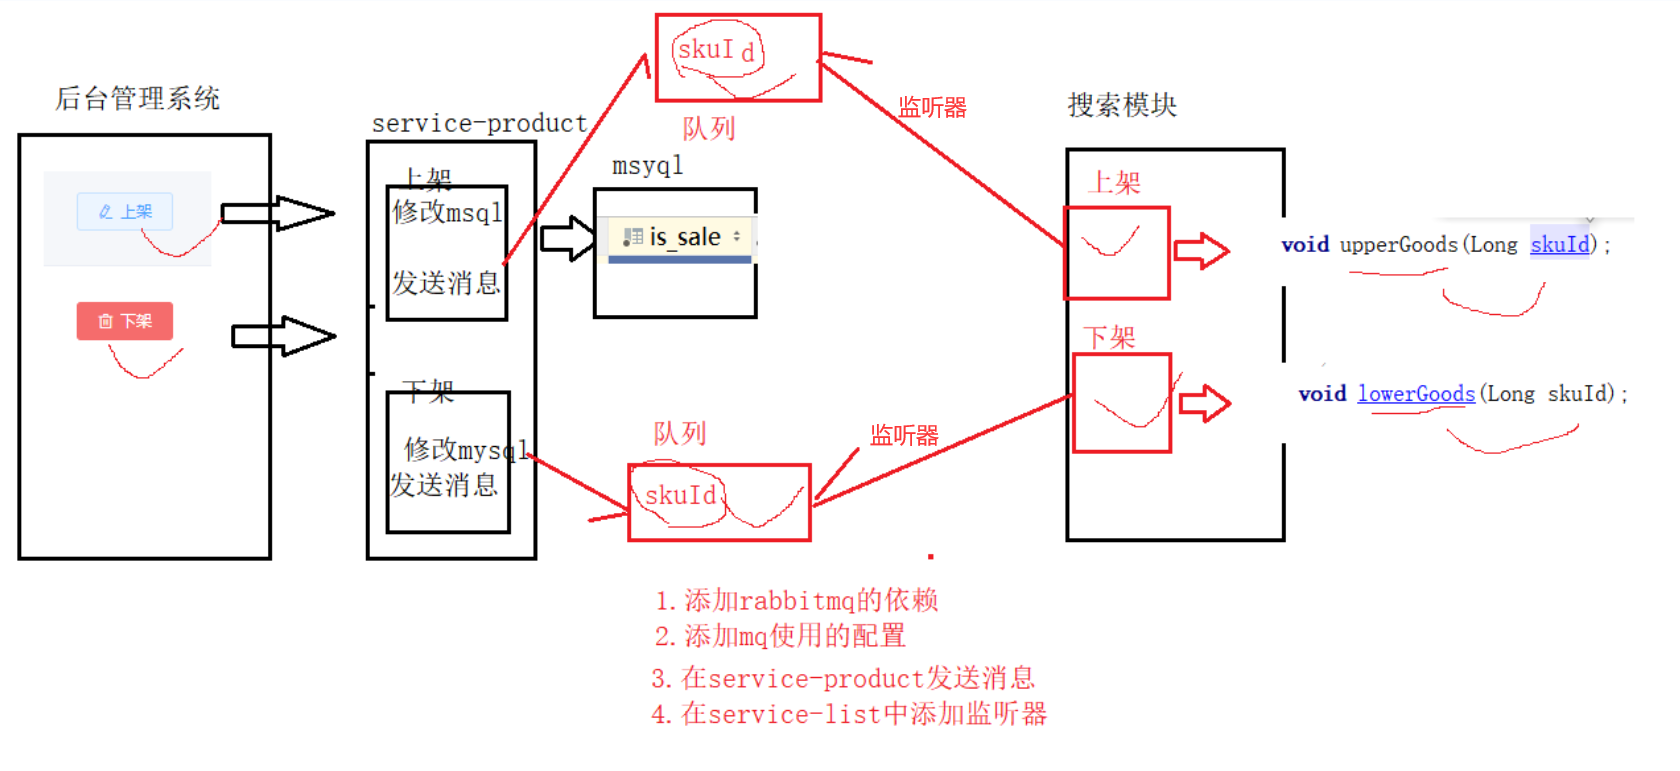 后台管理系统
上架
下架
service-product
上架
修改msql
发送消息
下架
修改mysql
发送消息
skuId
队列
msyql
is_sale
监听器
队列
skuId
监听器
搜索模块
上架
下架
void upperGoods(Long skuId);
void lowerGoods(Long skuId);
1.添加rabbitmq的依赖
2.添加mq使用的配置
3.在service-product发送消息
4.在service-list中添加监听器